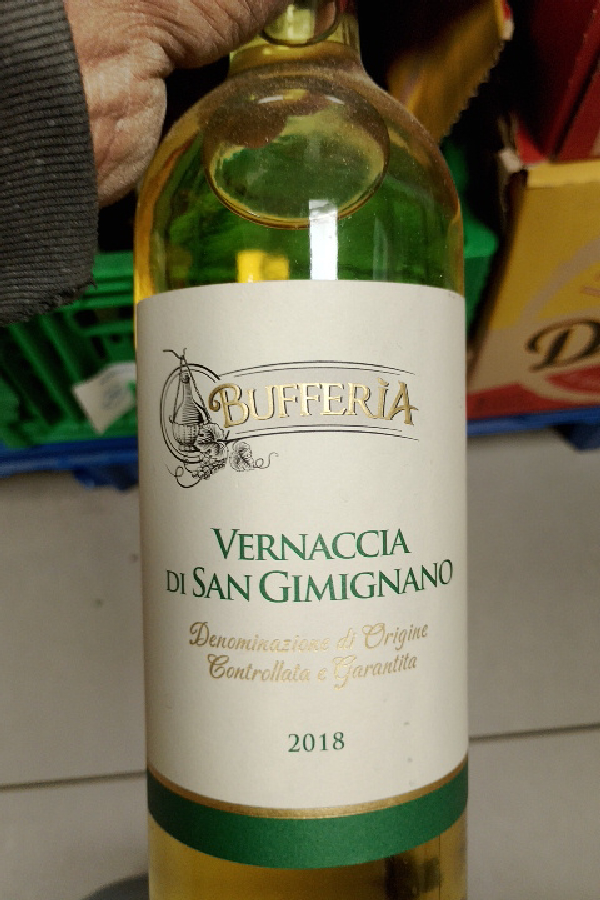 BUFFERIA
VERNACCIA
DI SAN GIMIGNANO
Denominazione di Origine
Controllata e Garantita
2018